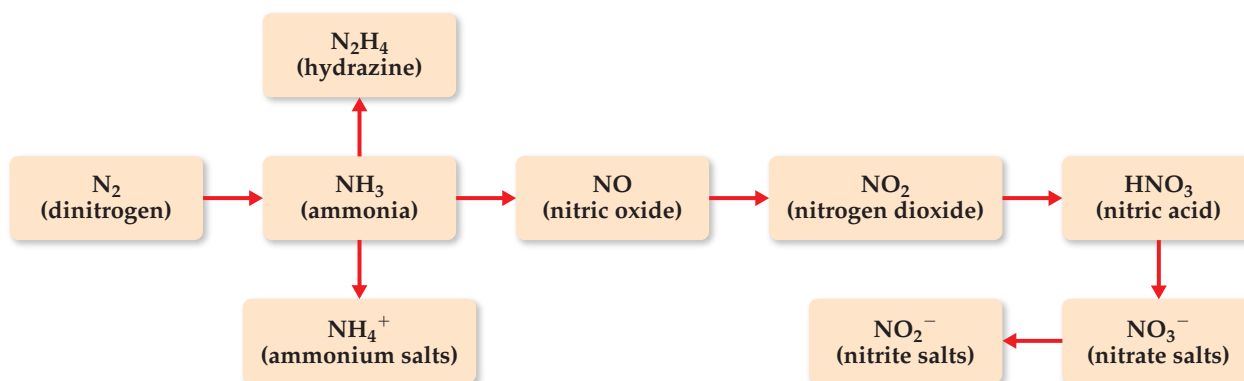 N₂H₄
(hydrazine)
N₂
(dinitrogen)
NH₃
(ammonia)
NO
(nitric oxide)
NO₂
(nitrogen dioxide)
HNO₃
(nitric acid)
NH₄⁺
(ammonium salts)
NO₂⁻
(nitrite salts)
NO₃⁻
(nitrate salts)